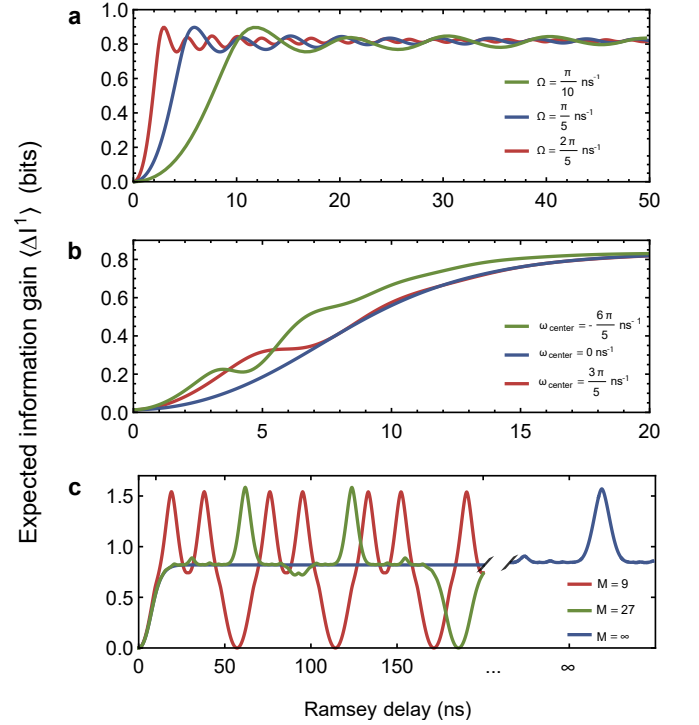 Expected information gain ⟨ΔI¹⟩ (bits)
a
1.0
0.8
0.6
0.4
0.2
0.0
0 10 20 30 40 50
Ω = π/10 ns⁻¹
Ω = π/5 ns⁻¹
Ω = 2π/5 ns⁻¹
b
0.8
0.6
0.4
0.2
0.0
0 5 10 15 20
ω center = - 6π/5 ns⁻¹
ω center = 0 ns⁻¹
ω center = 3π/5 ns⁻¹
c
1.5
1.0
0.5
0.0
0 50 100 150 ... ∞
M = 9
M = 27
M = ∞
Ramsey delay (ns)